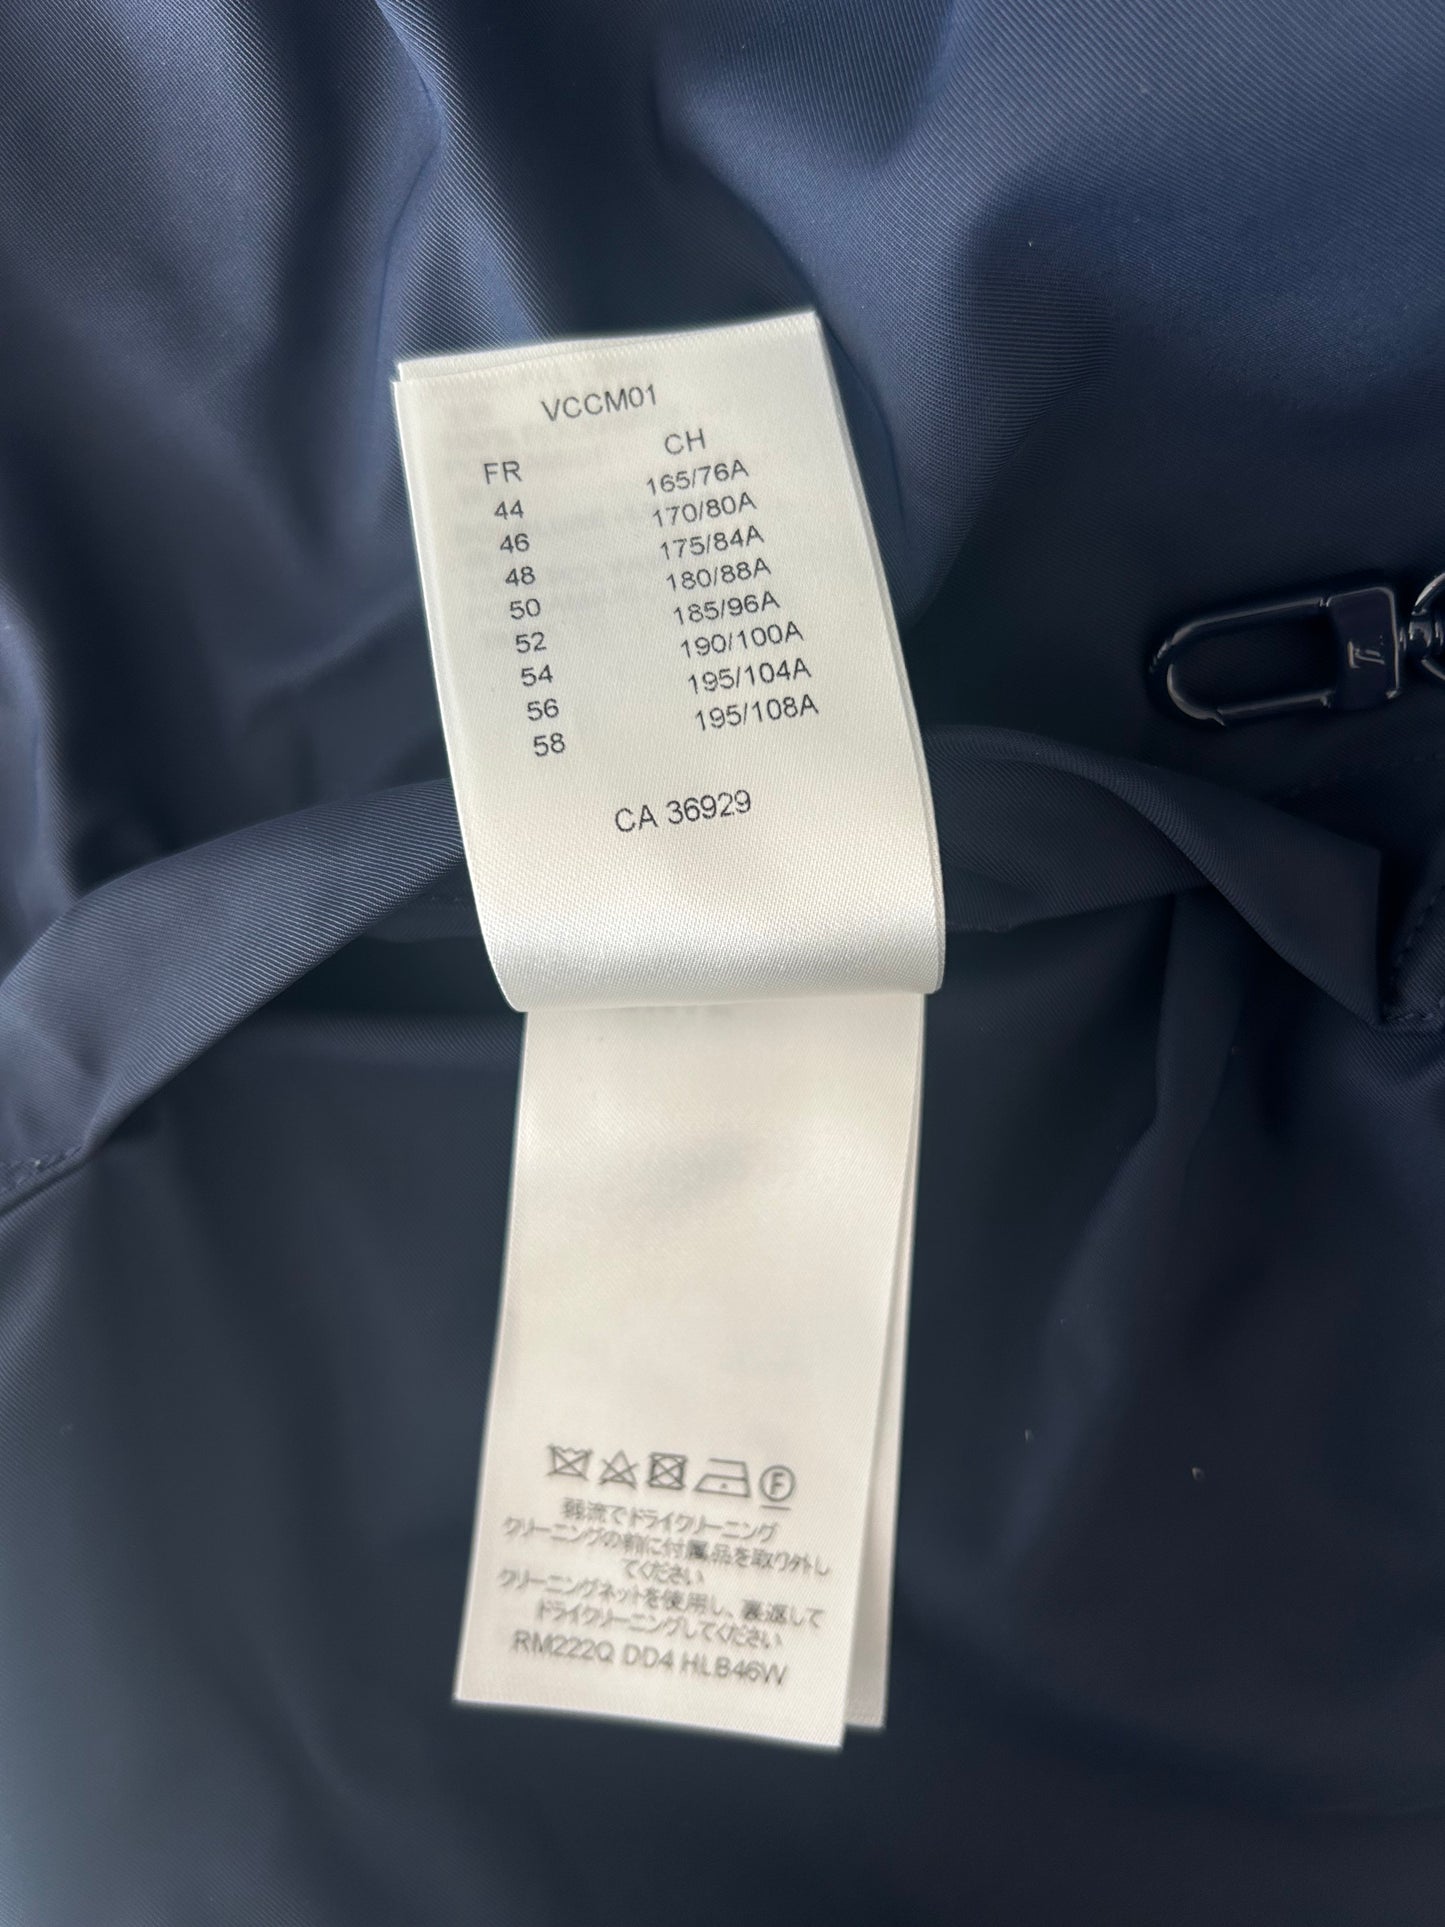 VCCM01
FR CH
44 165/76A
46 170/80A
48 175/84A
50 180/88A
52 185/96A
54 190/100A
56 195/104A
58 195/108A
CA 36929
F
弱流でドライクリーニング
クリーニングの前に付属品を取り外し
てください
クリーニングネットを使用し、裏返して
ドライクリーニングしてください
RM222Q DD4 HLB46W